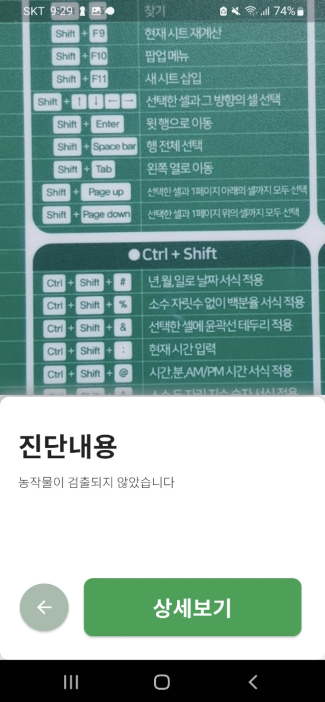 SKT 9:29 74%
찾기
Shift + F9 현재 시트 재계산
Shift + F10 팝업 메뉴
Shift + F11 새 시트 삽입
Shift + ↑ ↓ ← → 선택한 셀과 그 방향의 셀 선택
Shift + Enter 윗 행으로 이동
Shift + Space bar 행 전체 선택
Shift + Tab 왼쪽 열로 이동
Shift + Page up 선택한 셀과 1페이지 아래의 셀까지 모두 선택
Shift + Page down 선택한 셀과 1페이지 위의 셀까지 모두 선택
●Ctrl + Shift
Ctrl + Shift + # 년,월,일로 날짜 서식 적용
Ctrl + Shift + % 소수 자릿수 없이 백분율 서식 적용
Ctrl + Shift + & 선택한 셀에 윤곽선 테두리 적용
Ctrl + Shift + : 현재 시간 입력
Ctrl + Shift + @ 시간,분,AM/PM 시간 서식 적용
Ctrl + Shift +
진단내용
농작물이 검출되지 않았습니다
상세보기